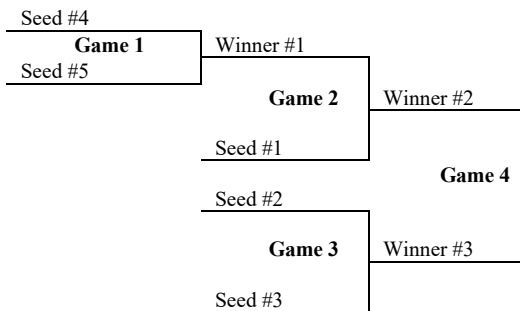 Seed #4
Game 1
Winner #1
Seed #5
Game 2
Winner #2
Seed #1
Game 4
Seed #2
Game 3
Winner #3
Seed #3